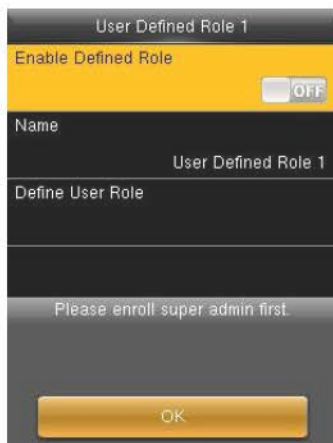 User Defined Role 1
Enable Defined Role
OFF
Name
User Defined Role 1
Define User Role
Please enroll super admin first.
OK